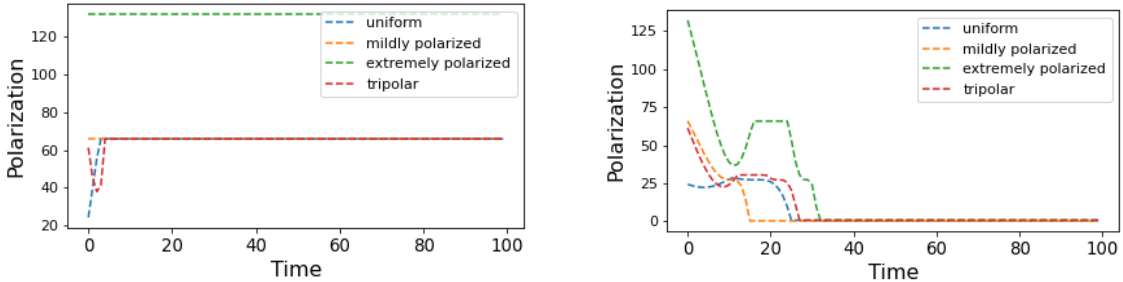 Polarization
120
100
80
60
40
20
0
20
40
60
80
100
Time
uniform
mildly polarized
extremely polarized
tripolar
Polarization
125
100
75
50
25
0
0
20
40
60
80
100
Time
uniform
mildly polarized
extremely polarized
tripolar